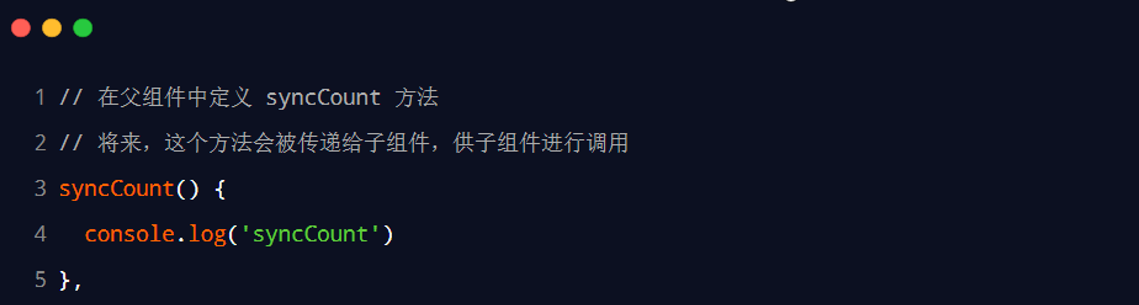 1 // 在父组件中定义 syncCount 方法
2 // 将来，这个方法会被传递给子组件，供子组件进行调用
3 syncCount() {
4   console.log('syncCount')
5 },